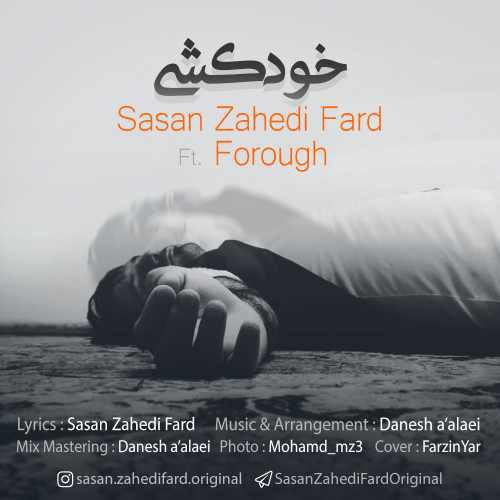 خودکشی
Sasan Zahedi Fard
Ft. Forough
Lyrics : Sasan Zahedi Fard Music & Arrangement : Danesh a'alaei
Mix Mastering : Danesh a'alaei Photo : Mohamd_mz3 Cover : FarzinYar
sasan.zahedifard.original SasanZahediFardOriginal